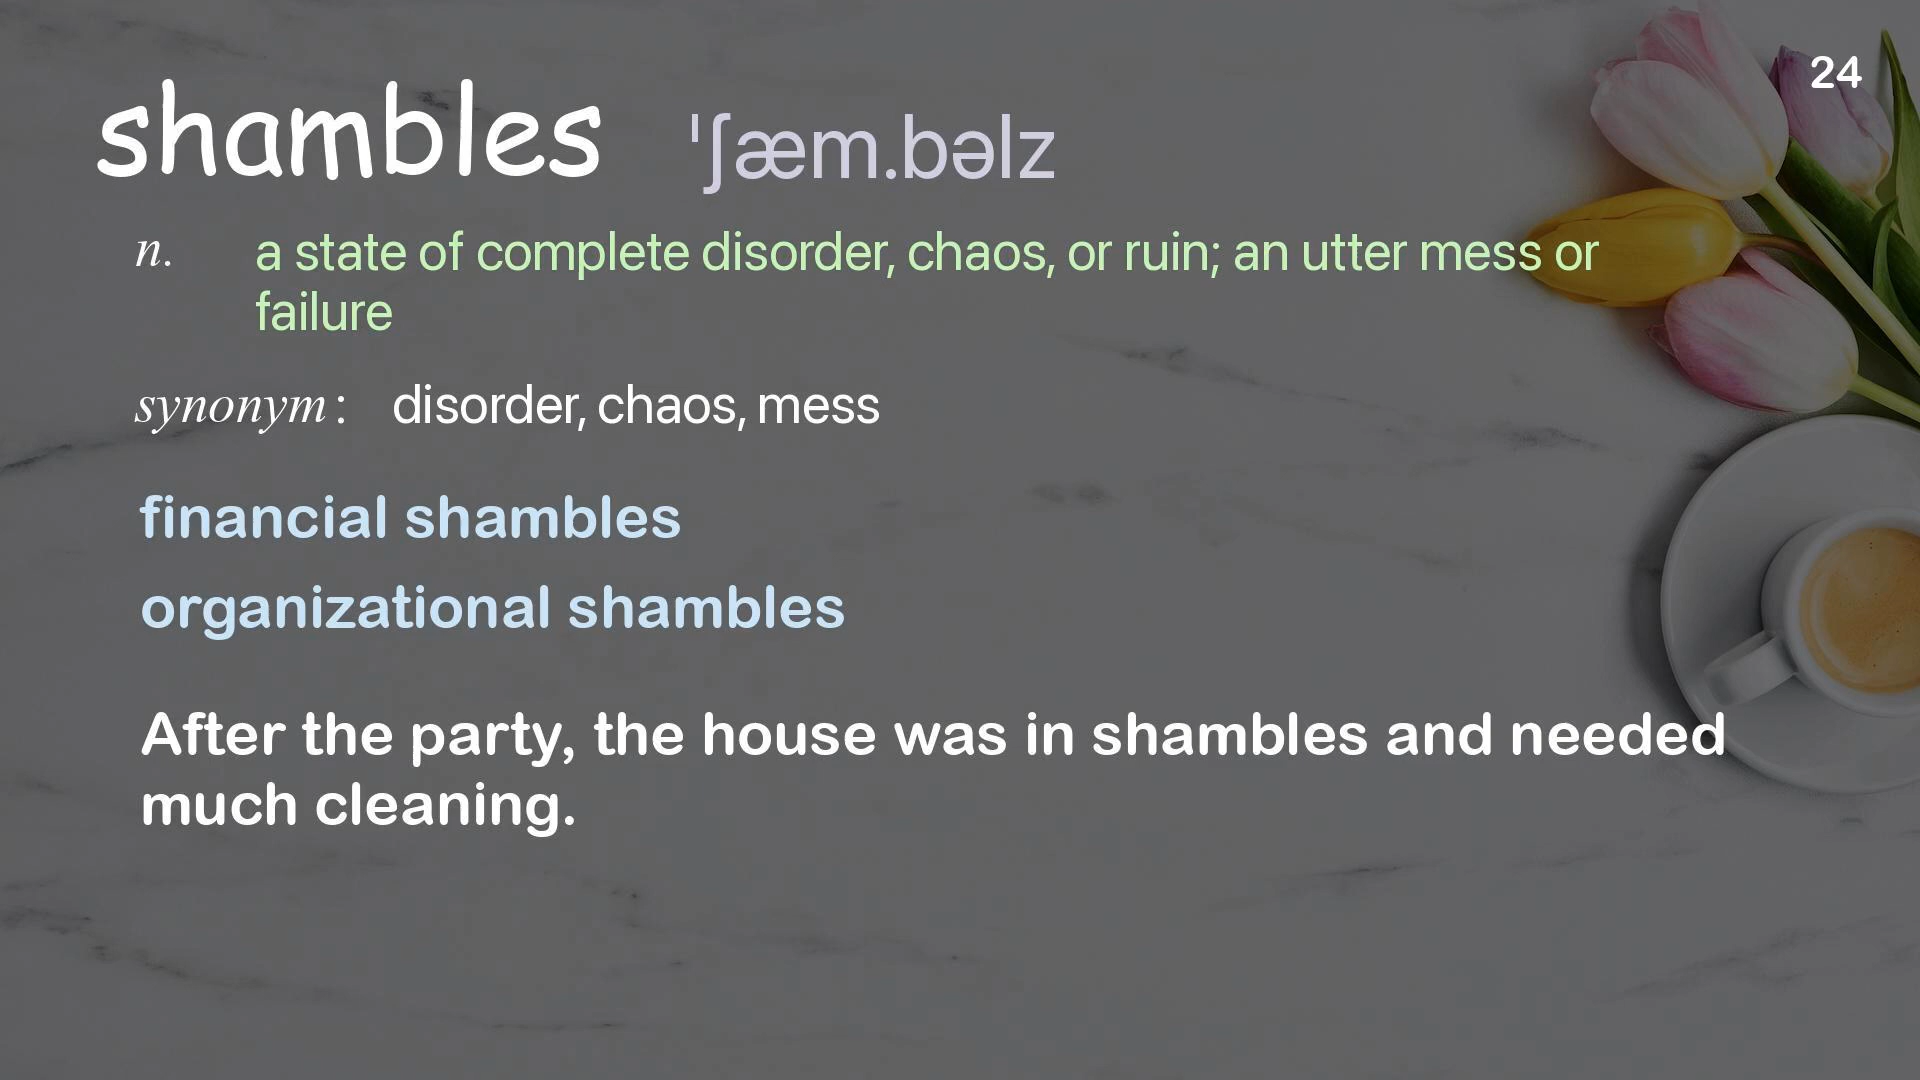 24
shambles ˈʃæm.bəlz
n. a state of complete disorder, chaos, or ruin; an utter mess or
failure
synonym: disorder, chaos, mess
financial shambles
organizational shambles
After the party, the house was in shambles and needed
much cleaning.